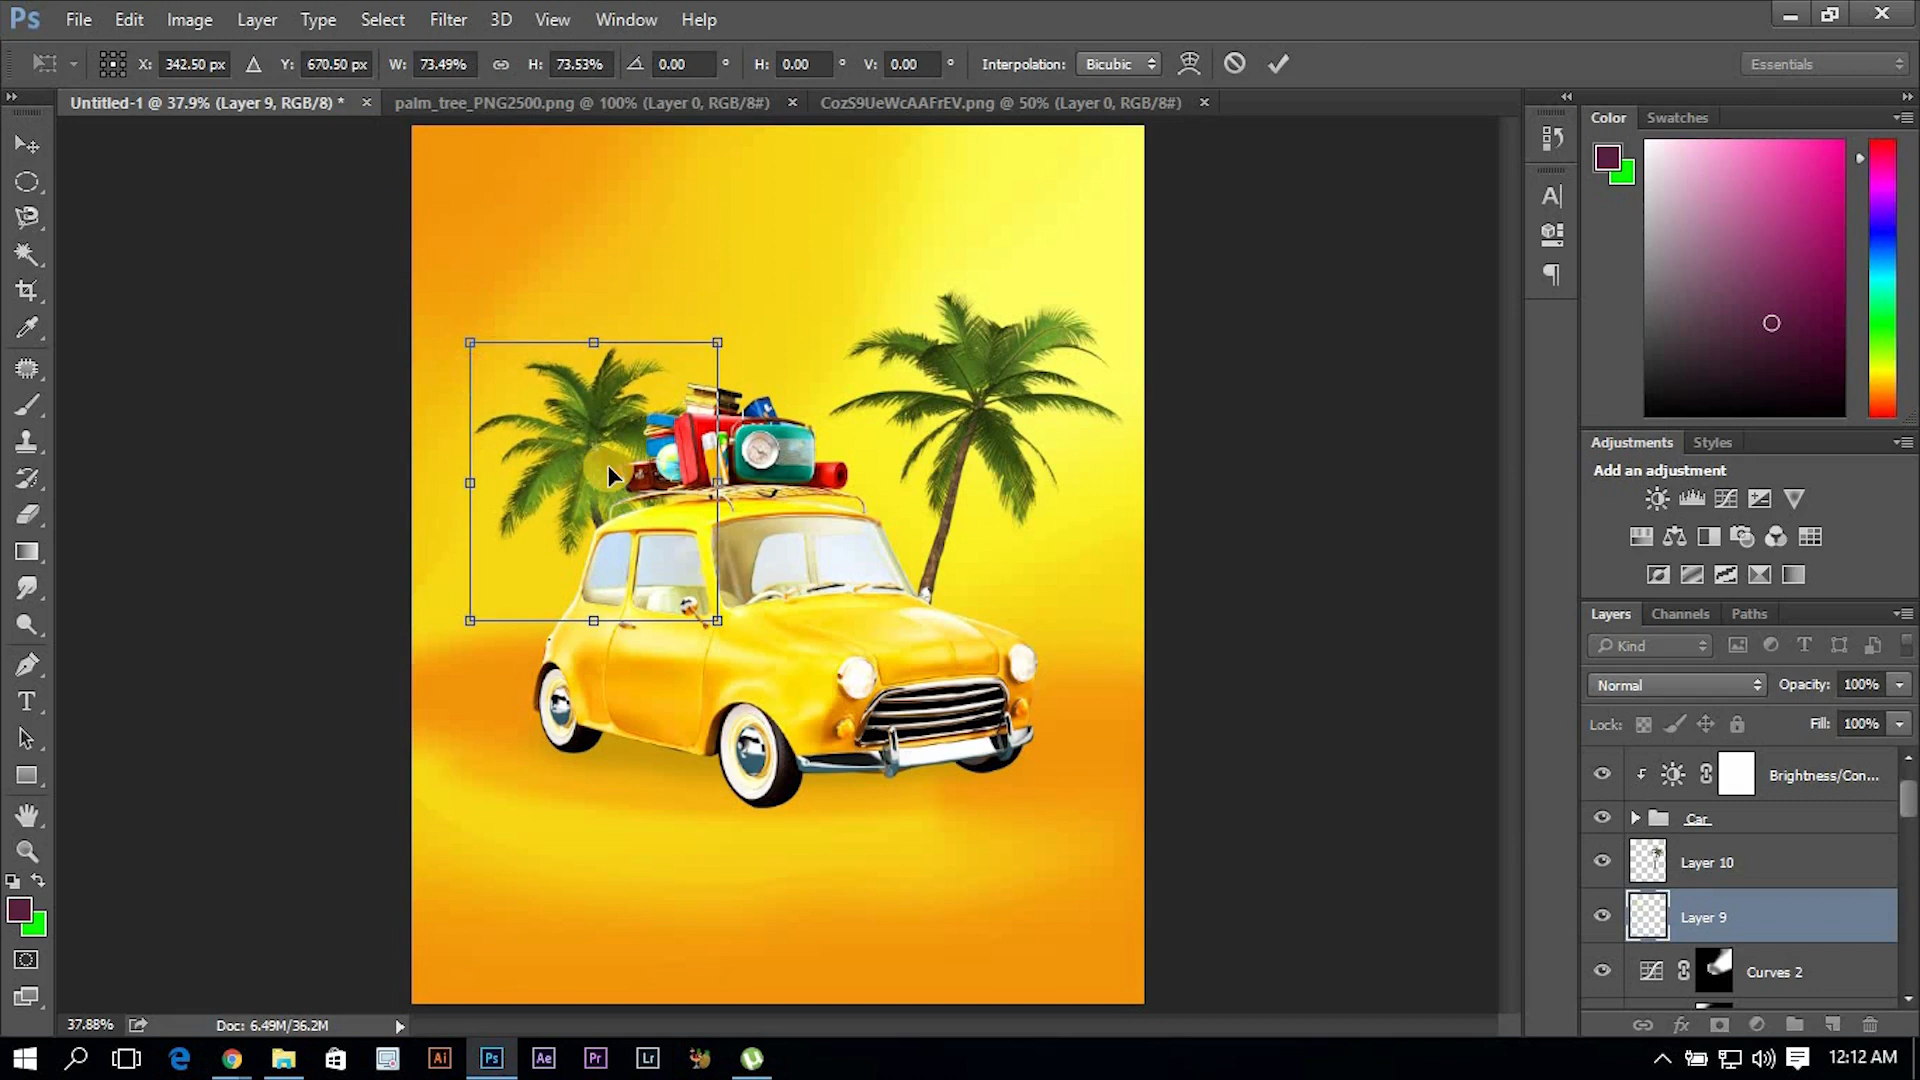 Ps File Edit Image Layer Type Select Filter 3D View Window Help
X: 342.50 px Y: 670.50 px W: 73.49% H: 73.53% 0.00 ° H: 0.00 ° V: 0.00 ° Interpolation: Bicubic Essentials
Untitled-1 @ 37.9% (Layer 9, RGB/8) * palm_tree_PNG2500.png @ 100% (Layer 0, RGB/8#) CozS9UeWcAAFrEV.png @ 50% (Layer 0, RGB/8#)
Color Swatches
Adjustments Styles
Add an adjustment
Layers Channels Paths
Kind
Normal Opacity: 100%
Lock: Fill: 100%
Brightness/Con...
Car
Layer 10
Layer 9
Curves 2
37.88% Doc: 6.49M/36.2M
Ai Ps Ae Pr Lr 12:12 AM